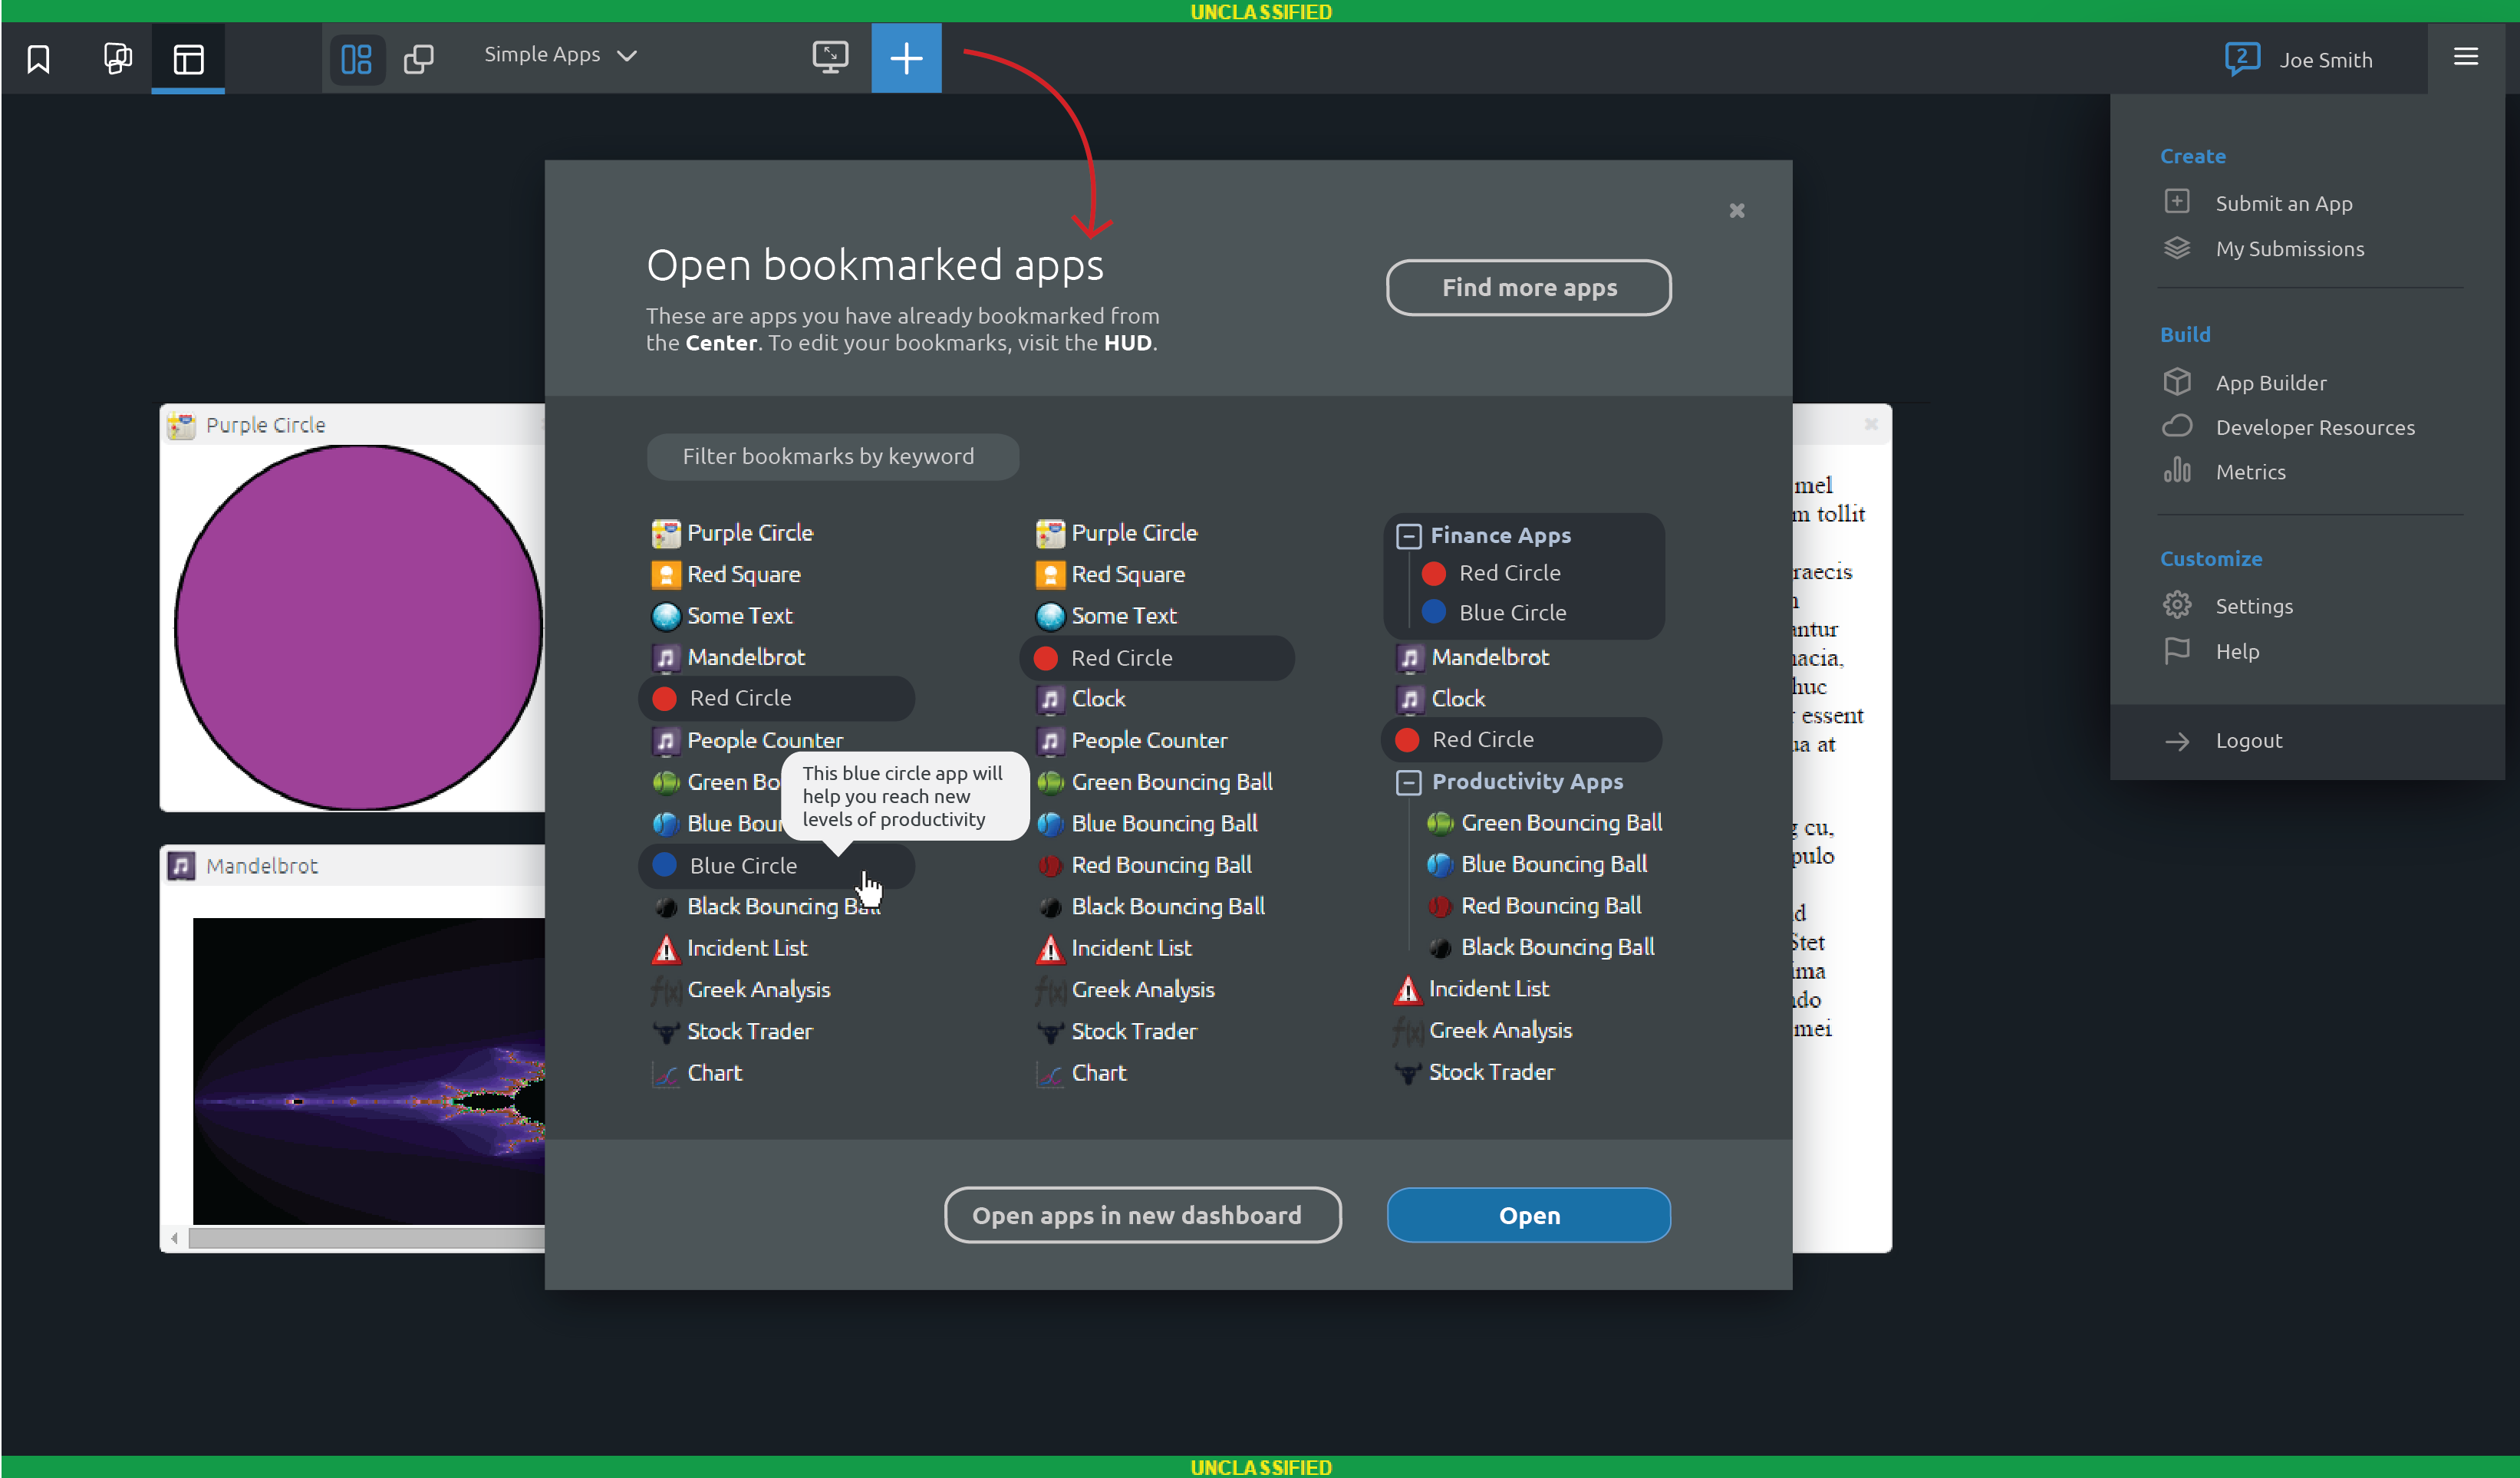 UNCLASSIFIED
Simple Apps
2
Joe Smith
Create
Submit an App
My Submissions
Build
App Builder
Developer Resources
Metrics
Customize
Settings
Help
Logout
Open bookmarked apps
Find more apps
These are apps you have already bookmarked from
the Center. To edit your bookmarks, visit the HUD.
Filter bookmarks by keyword
Purple Circle
Red Square
Some Text
Mandelbrot
Red Circle
People Counter
Green Bo
Blue Boun
Blue Circle
Black Bouncing Ball
Incident List
Greek Analysis
Stock Trader
Chart
This blue circle app will
help you reach new
levels of productivity
Purple Circle
Red Square
Some Text
Red Circle
Clock
People Counter
Green Bouncing Ball
Blue Bouncing Ball
Red Bouncing Ball
Black Bouncing Ball
Incident List
Greek Analysis
Stock Trader
Chart
Finance Apps
Red Circle
Blue Circle
Mandelbrot
Clock
Red Circle
Productivity Apps
Green Bouncing Ball
Blue Bouncing Ball
Red Bouncing Ball
Black Bouncing Ball
Incident List
Greek Analysis
Stock Trader
Open apps in new dashboard
Open
Purple Circle
Mandelbrot
mel
m tollit
raecis
antur
nacia,
huc
essent
ua at
g cu,
pulo
Stet
ima
ndo
mei
UNCLASSIFIED